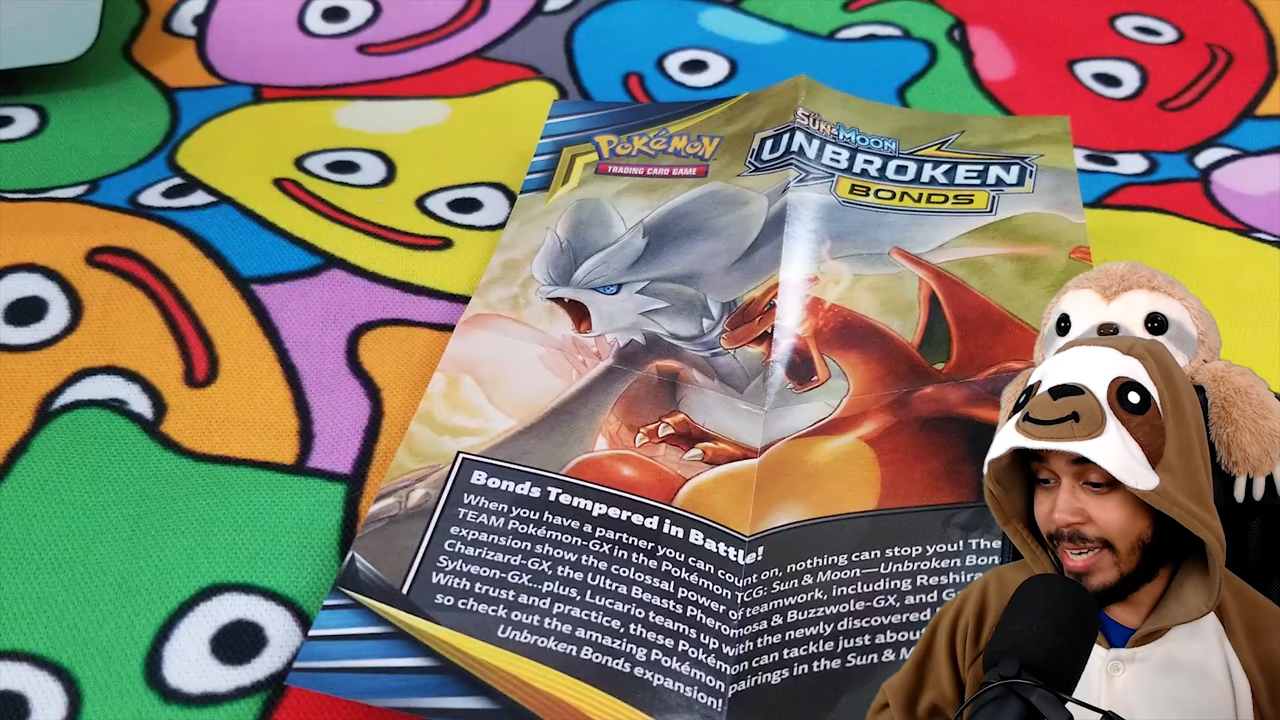 POKéMON
TRADING CARD GAME
SUN & MOON
UNBROKEN
BONDS
Bonds Tempered in Battle!
When you have a partner you can count on, nothing can stop you! The
TEAM Pokémon-GX in the Pokémon TCG: Sun & Moon—Unbroken Bon
expansion show the colossal power of teamwork, including Reshira
Charizard-GX, the Ultra Beasts Pheromosa & Buzzwole-GX, and G
Sylveon-GX...plus, Lucario teams up with the newly discovered
With trust and practice, these Pokémon can tackle just about
so check out the amazing Pokémon pairings in the Sun & M
Unbroken Bonds expansion!